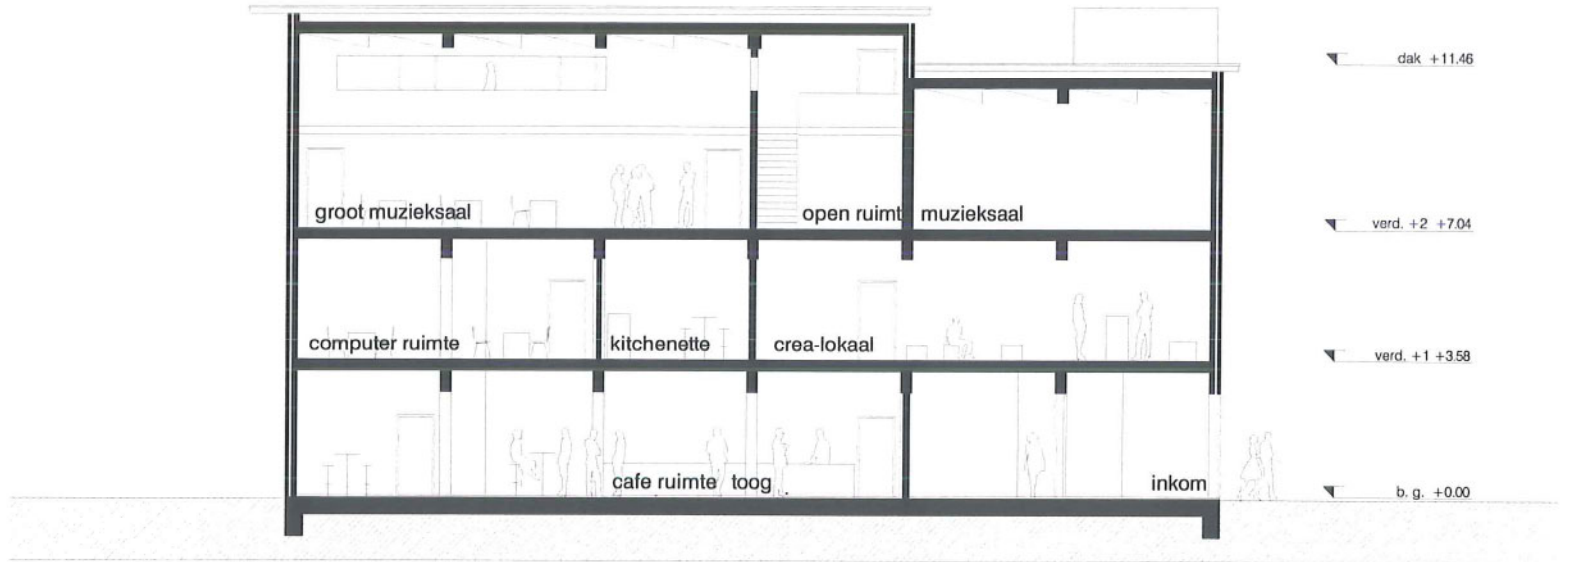 dak +11.46
groot muzieksaal
open ruimt
muzieksaal
verd. +2 +7.04
computer ruimte
kitchenette
crea-lokaal
verd. +1 +3.58
cafe ruimte toog
inkom
b. g. +0.00